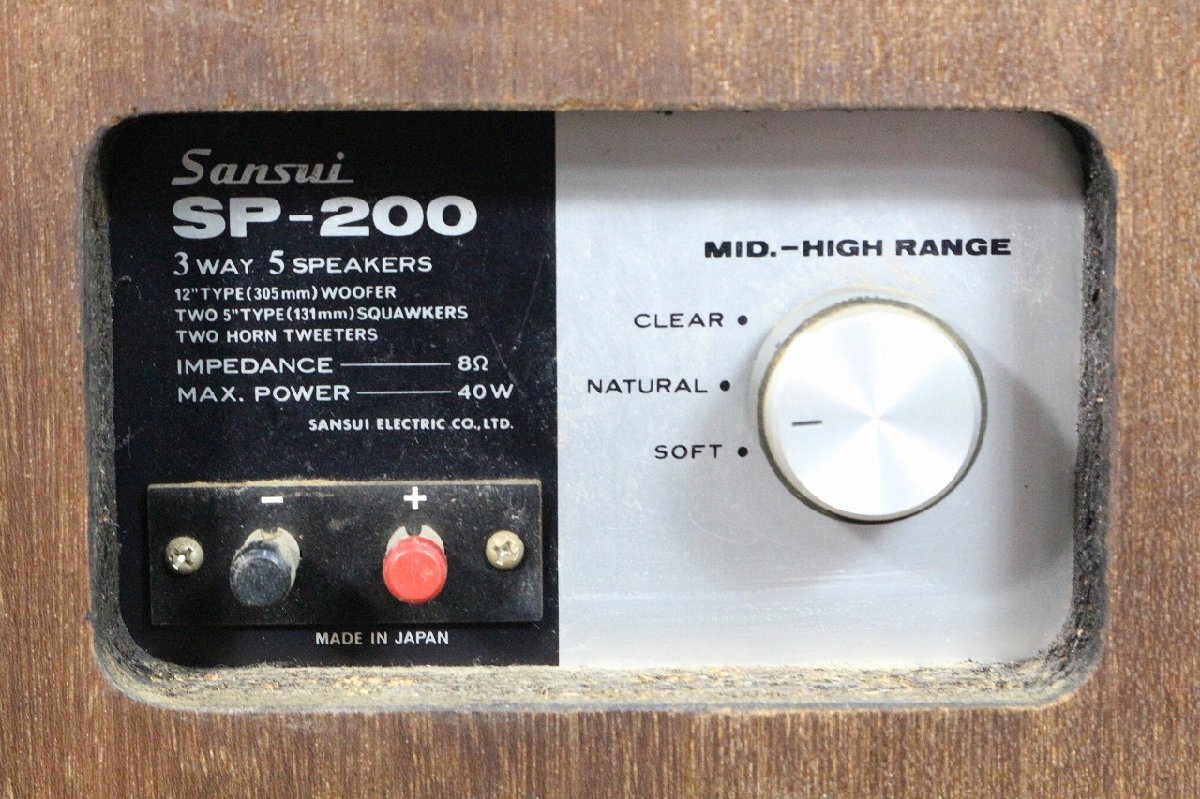 Sansui
SP-200
3 WAY 5 SPEAKERS
12" TYPE (305mm) WOOFER
TWO 5" TYPE (131mm) SQUAWKERS
TWO HORN TWEETERS
IMPEDANCE 8Ω
MAX. POWER 40W
SANSUI ELECTRIC CO., LTD.
− +
MADE IN JAPAN
MID.-HIGH RANGE
CLEAR
NATURAL
SOFT